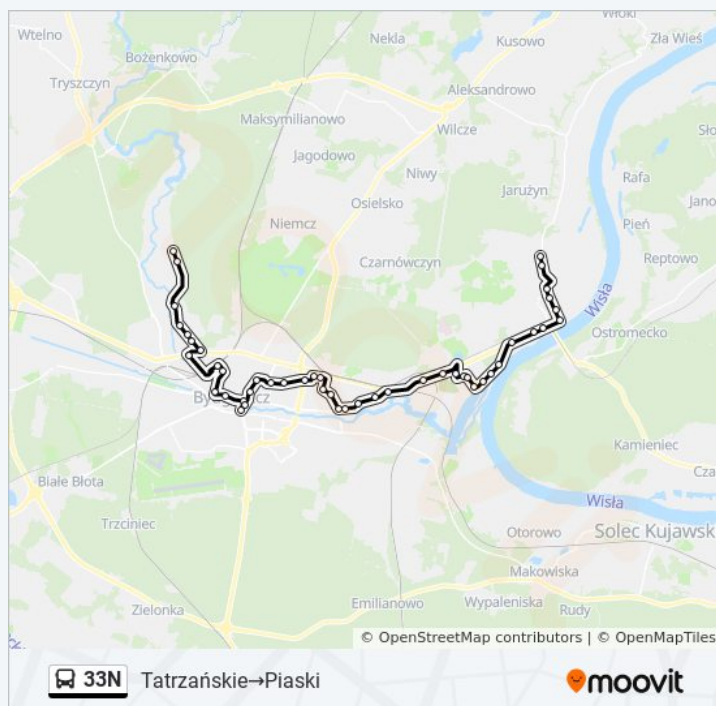 Włóki
Wtelno
Nekla
Kusowo
Zła Wieś
Bożenkowo
Tryszczyn
Aleksandrowo
Maksymilianowo
Wilcze
Jagodowo
Niwy
Rafa
Jarużyn
Osielsko
Pień
Niemcz
Reptowo
Czarnówczyn
Wisła
Ostromecko
Kamieniec
Białe Błota
Trzciniec
Wisła
Otorowo
Solec Kujawsk
Makowiska
Emilianowo
Wypaleniska
Rudy
Zielonka
© OpenStreetMap contributors | © OpenMapTiles
33N Tatrzańskie→Piaski
moovit